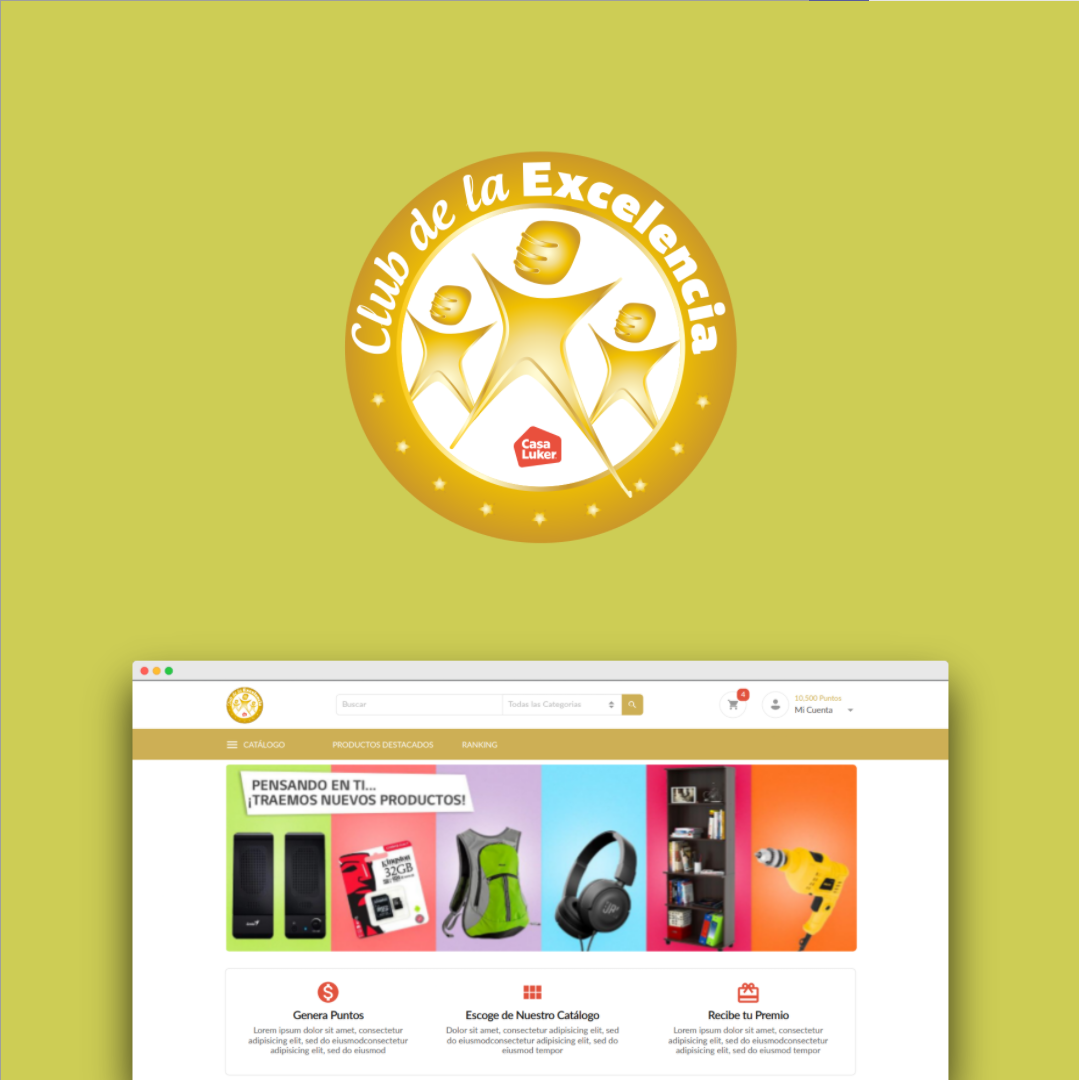 Club de la Excelencia
Casa
Luker
Buscar
Todas las Categorías
4
10,500 Puntos
Mi Cuenta
CATÁLOGO
PRODUCTOS DESTACADOS
RANKING
PENSANDO EN TI...
¡TRAEMOS NUEVOS PRODUCTOS!
Kingston
32GB
JBL
Genera Puntos
Lorem ipsum dolor sit amet, consectetur
adipisicing elit, sed do eiusmodconsectetur
adipisicing elit, sed do eiusmod
Escoge de Nuestro Catálogo
Dolor sit amet, consectetur adipisicing elit, sed
do eiusmodconsectetur adipisicing elit, sed do
eiusmod tempor
Recibe tu Premio
Lorem ipsum dolor sit amet, consectetur
adipisicing elit, sed do eiusmodconsectetur
adipisicing elit, sed do eiusmod tempor